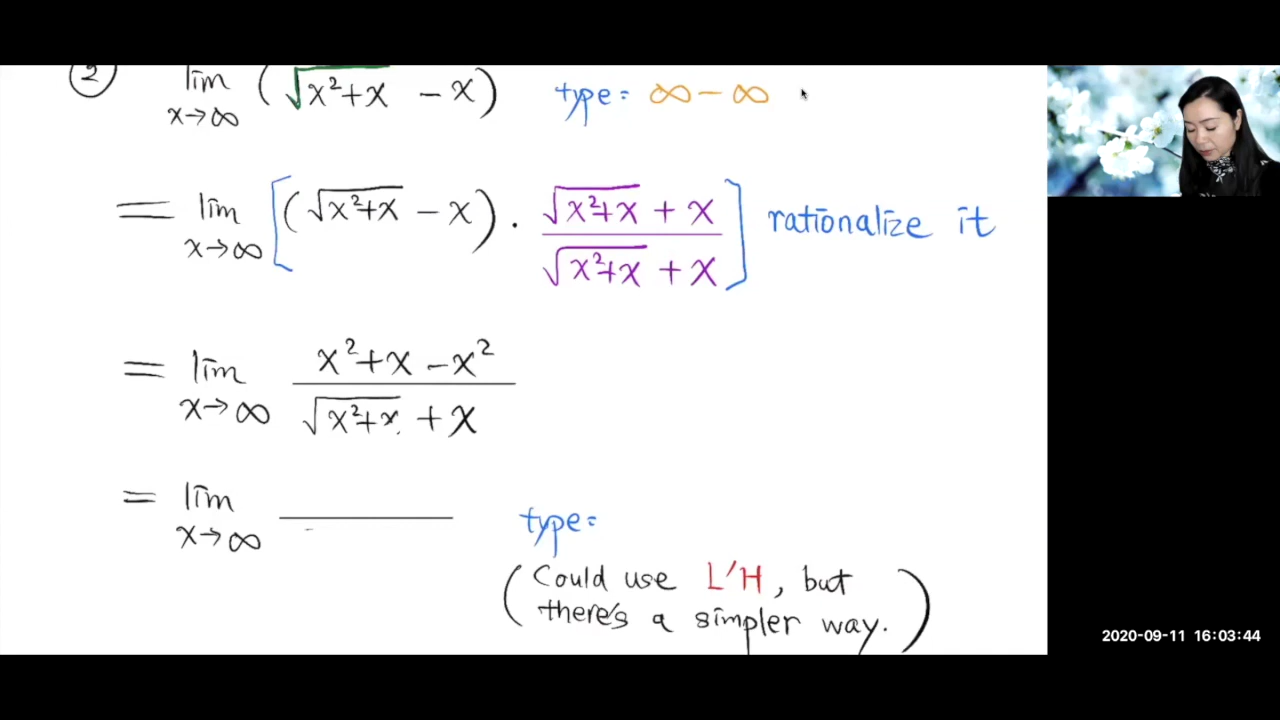 ② lim x→∞ (√x²+x − x) type: ∞ − ∞
= lim x→∞ [(√x²+x − x) · (√x²+x + x)/(√x²+x + x)] rationalize it
= lim x→∞ (x²+x −x²)/(√x²+x + x)
= lim x→∞ type:
(Could use L'H, but
there's a simpler way.)
2020-09-11 16:03:44